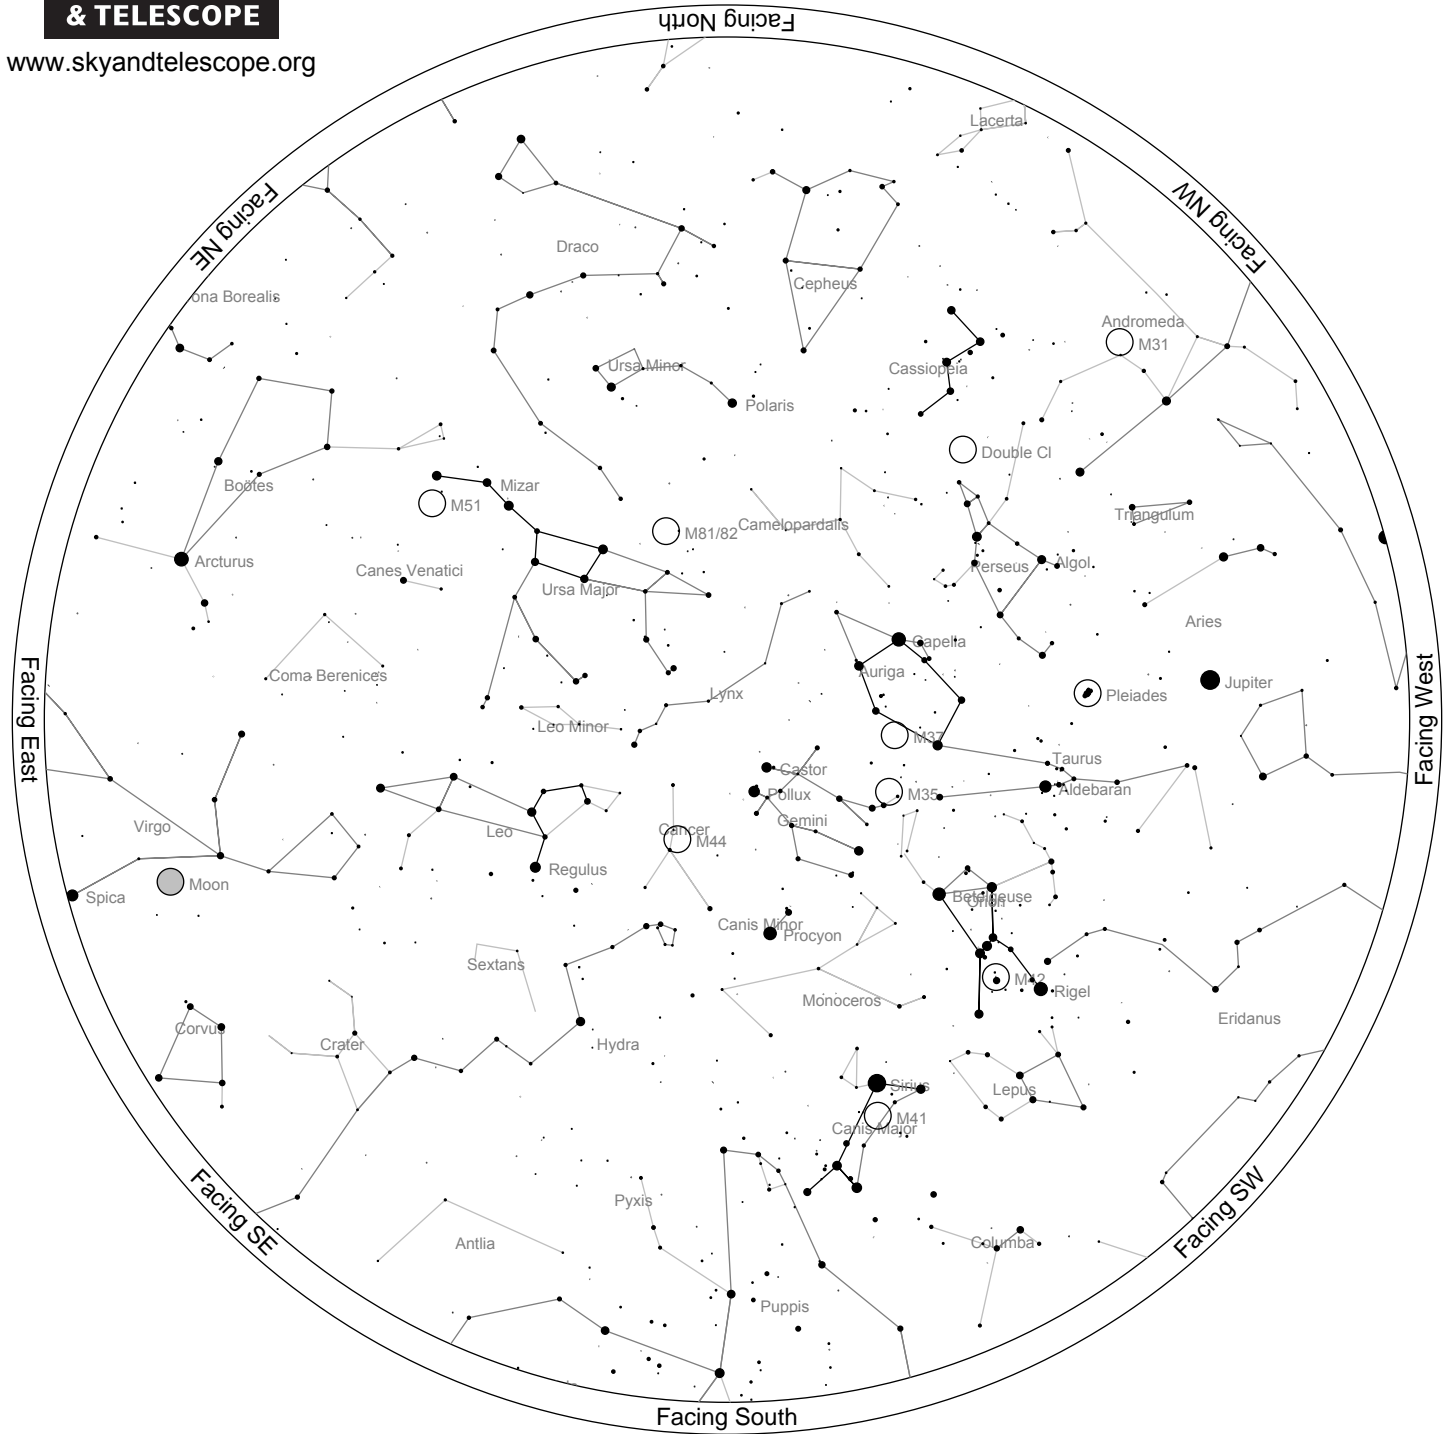 & TELESCOPE
www.skyandtelescope.org
Facing North
Facing NE
Facing NW
Lacerta
Draco
Cepheus
ona Borealis
Andromeda
M31
Ursa Minor
Cassiopeia
Polaris
Double Cl
Boötes
Mizar
M51
M81/82
Camelopardalis
Triangulum
Arcturus
Canes Venatici
Ursa Major
Perseus
Algol
Aries
Capella
Auriga
Coma Berenices
Lynx
Pleiades
Jupiter
Leo Minor
M37
Facing East
Facing West
Castor
Taurus
Pollux
M35
Aldebaran
Virgo
Leo
Cancer
M44
Gemini
Regulus
Moon
Spica
Betelgeuse
Orion
Canis Minor
Procyon
Sextans
M42
Rigel
Monoceros
Eridanus
Corvus
Crater
Hydra
Sirius
Lepus
M41
Canis Major
Pyxis
Antlia
Columba
Puppis
Facing SE
Facing SW
Facing South